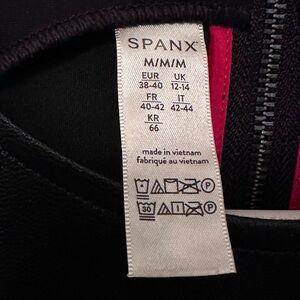 SPANX
M/M/M
EUR UK
38-40 12-14
FR IT
40-42 42-44
KR
66
made in vietnam
fabriqué au vietnam
P
30 P